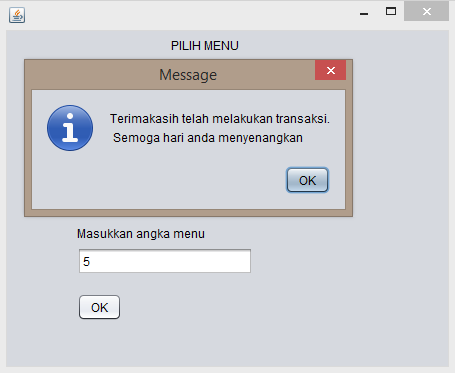 PILIH MENU
Message
Terimakasih telah melakukan transaksi.
Semoga hari anda menyenangkan
OK
Masukkan angka menu
5
OK